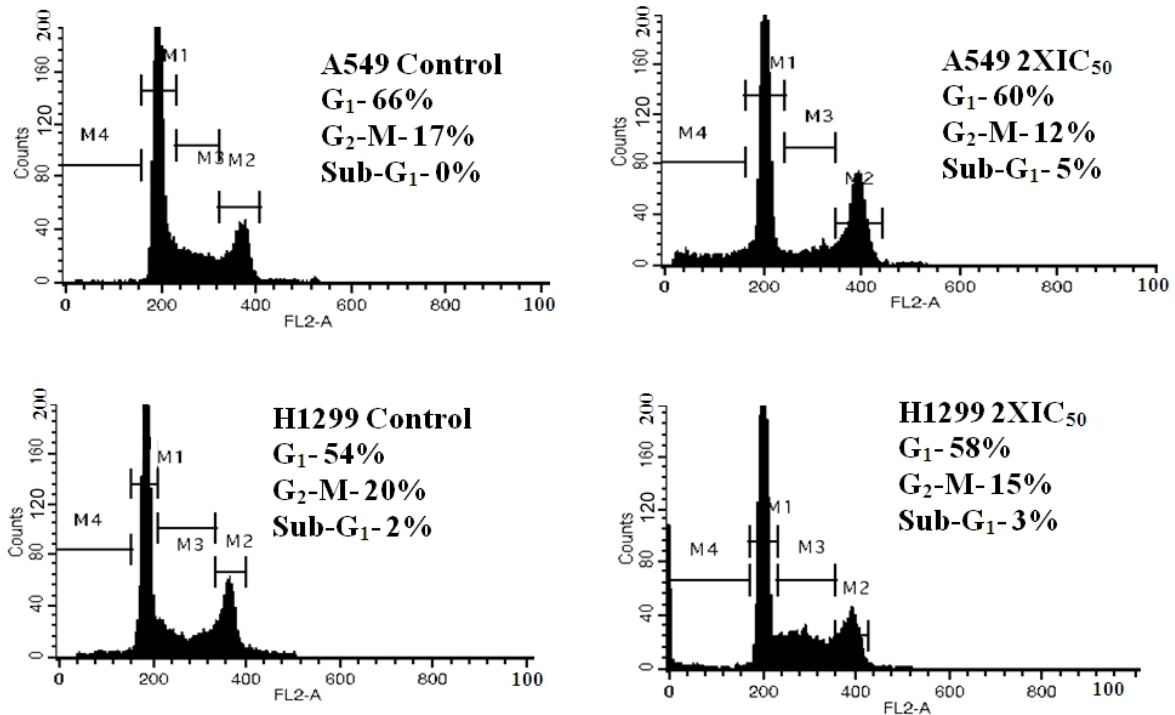 200
160
120
80
40
0
Counts
M1
M4
M3
M2
A549 Control
G₁- 66%
G₂-M- 17%
Sub-G₁- 0%
0 200 400 600 800 100
FL2-A
200
160
120
80
40
0
Counts
M1
M4
M3
M2
A549 2XIC₅₀
G₁- 60%
G₂-M- 12%
Sub-G₁- 5%
0 200 400 600 800 100
FL2-A
200
160
120
80
40
0
Counts
M1
M4
M3
M2
H1299 Control
G₁- 54%
G₂-M- 20%
Sub-G₁- 2%
0 200 400 600 800 100
FL2-A
200
160
120
80
40
0
Counts
M1
M4
M3
M2
H1299 2XIC₅₀
G₁- 58%
G₂-M- 15%
Sub-G₁- 3%
0 200 400 600 800 100
FL2-A